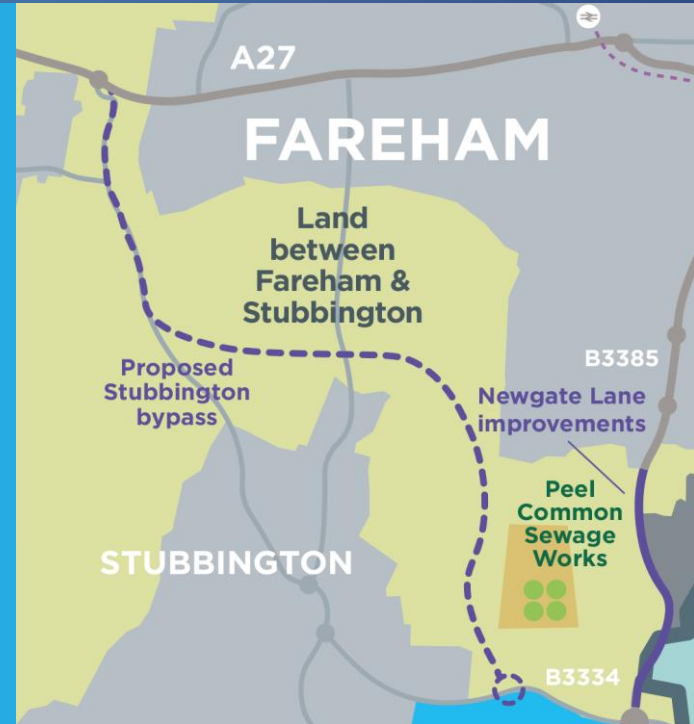 A27
FAREHAM
Land
between
Fareham &
Stubbington
Proposed
Stubbington
bypass
B3385
Newgate Lane
improvements
Peel
Common
Sewage
Works
STUBBINGTON
B3334